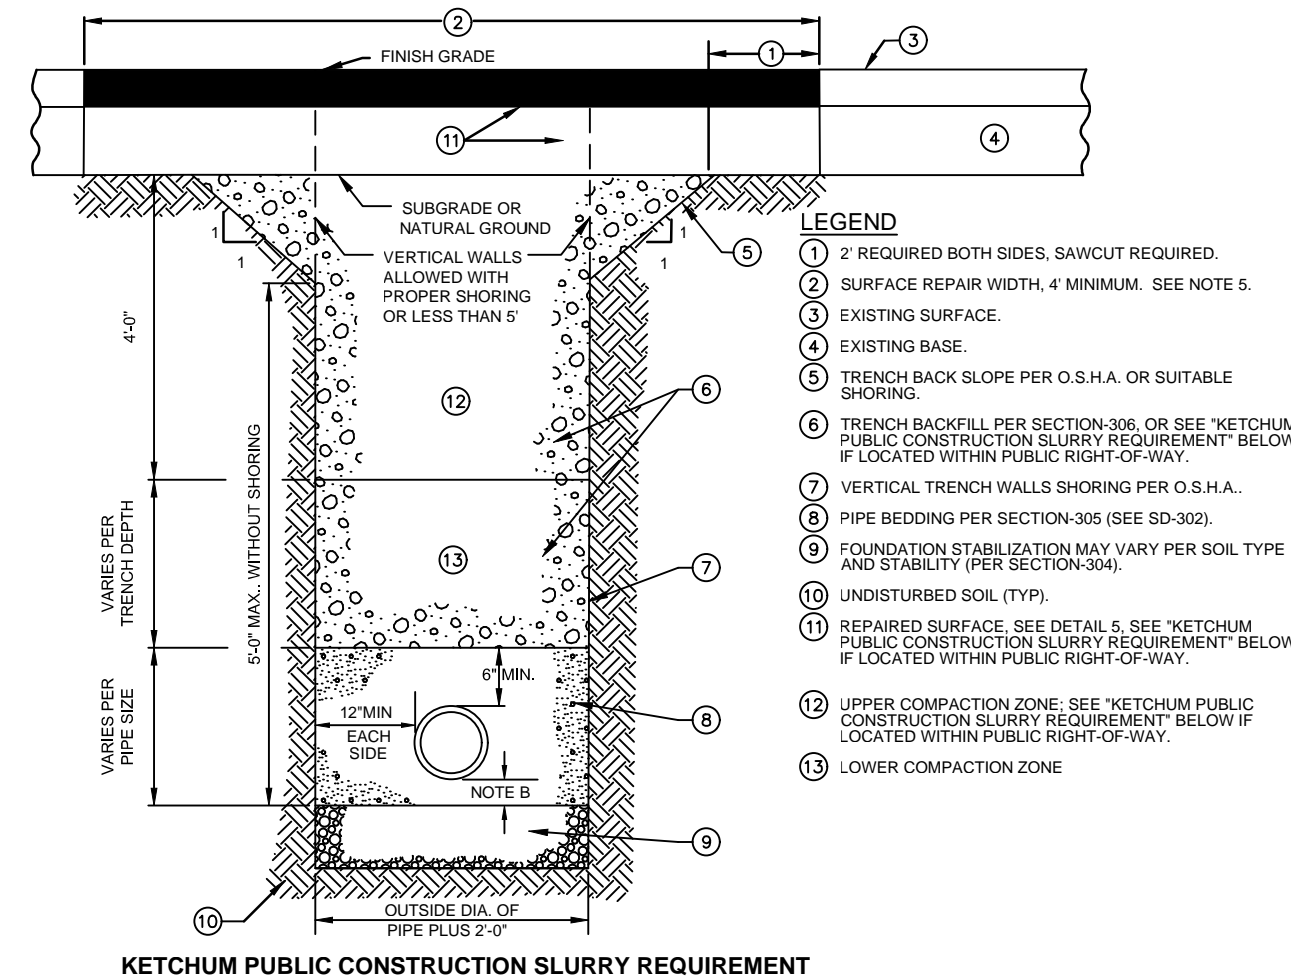 2
FINISH GRADE
1
3
11
4
SUBGRADE OR
NATURAL GROUND
1
1
1
1
VERTICAL WALLS
ALLOWED WITH
PROPER SHORING
OR LESS THAN 5'
5
4'-0"
12
6
5'-0" MAX.. WITHOUT SHORING
VARIES PER
TRENCH DEPTH
13
7
VARIES PER
PIPE SIZE
6" MIN.
12"MIN
EACH
SIDE
8
NOTE B
9
10
OUTSIDE DIA. OF
PIPE PLUS 2'-0"
LEGEND
1 2' REQUIRED BOTH SIDES, SAWCUT REQUIRED.
2 SURFACE REPAIR WIDTH, 4' MINIMUM. SEE NOTE 5.
3 EXISTING SURFACE.
4 EXISTING BASE.
5 TRENCH BACK SLOPE PER O.S.H.A. OR SUITABLE
SHORING.
6 TRENCH BACKFILL PER SECTION-306, OR SEE "KETCHUM
PUBLIC CONSTRUCTION SLURRY REQUIREMENT" BELOW
IF LOCATED WITHIN PUBLIC RIGHT-OF-WAY.
7 VERTICAL TRENCH WALLS SHORING PER O.S.H.A..
8 PIPE BEDDING PER SECTION-305 (SEE SD-302).
9 FOUNDATION STABILIZATION MAY VARY PER SOIL TYPE
AND STABILITY (PER SECTION-304).
10 UNDISTURBED SOIL (TYP).
11 REPAIRED SURFACE, SEE DETAIL 5, SEE "KETCHUM
PUBLIC CONSTRUCTION SLURRY REQUIREMENT" BELOW
IF LOCATED WITHIN PUBLIC RIGHT-OF-WAY.
12 UPPER COMPACTION ZONE; SEE "KETCHUM PUBLIC
CONSTRUCTION SLURRY REQUIREMENT" BELOW IF
LOCATED WITHIN PUBLIC RIGHT-OF-WAY.
13 LOWER COMPACTION ZONE
KETCHUM PUBLIC CONSTRUCTION SLURRY REQUIREMENT